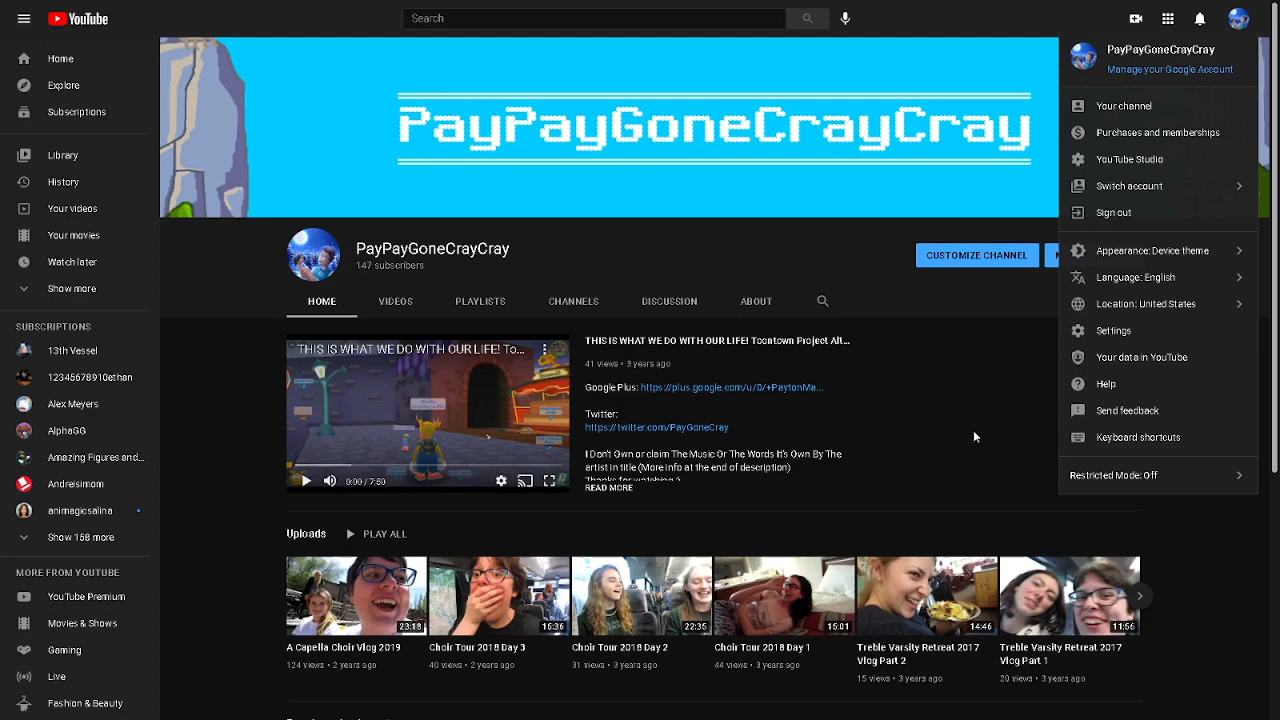 YouTube
Search
Home
Explore
Subscriptions
Library
History
Your videos
Your movies
Watch later
Show more
SUBSCRIPTIONS
13th Vessel
12345678910ethan
Alex Meyers
AlphaGG
Amazing Figures and...
Andreisimom
animagicsalina
Show 158 more
MORE FROM YOUTUBE
YouTube Premium
Movies & Shows
Gaming
Live
Fashion & Beauty
PayPayGoneCrayCray
PayPayGoneCrayCray
147 subscribers
CUSTOMIZE CHANNEL
HOME
VIDEOS
PLAYLISTS
CHANNELS
DISCUSSION
ABOUT
THIS IS WHAT WE DO WITH OUR LIFE! To...
0:00 / 7:50
THIS IS WHAT WE DO WITH OUR LIFE! Toontown Project Alt...
41 views • 3 years ago
Google Plus: https://plus.google.com/u/0/+PaytonMa...
Twitter:
https://twitter.com/PayGoneCray
I Don't Own or claim The Music Or The Words It's Own By The
artist in title (More info at the end of description)
Thanks for watching
READ MORE
Uploads
PLAY ALL
23:18
A Capella Choir Vlog 2019
124 views • 2 years ago
16:36
Choir Tour 2018 Day 3
40 views • 2 years ago
22:35
Choir Tour 2018 Day 2
31 views • 3 years ago
15:01
Choir Tour 2018 Day 1
44 views • 3 years ago
14:46
Treble Varsity Retreat 2017
Vlog Part 2
15 views • 3 years ago
11:56
Treble Varsity Retreat 2017
Vlog Part 1
20 views • 3 years ago
PayPayGoneCrayCray
Manage your Google Account
Your channel
Purchases and memberships
YouTube Studio
Switch account
Sign out
Appearance: Device theme
Language: English
Location: United States
Settings
Your data in YouTube
Help
Send feedback
Keyboard shortcuts
Restricted Mode: Off